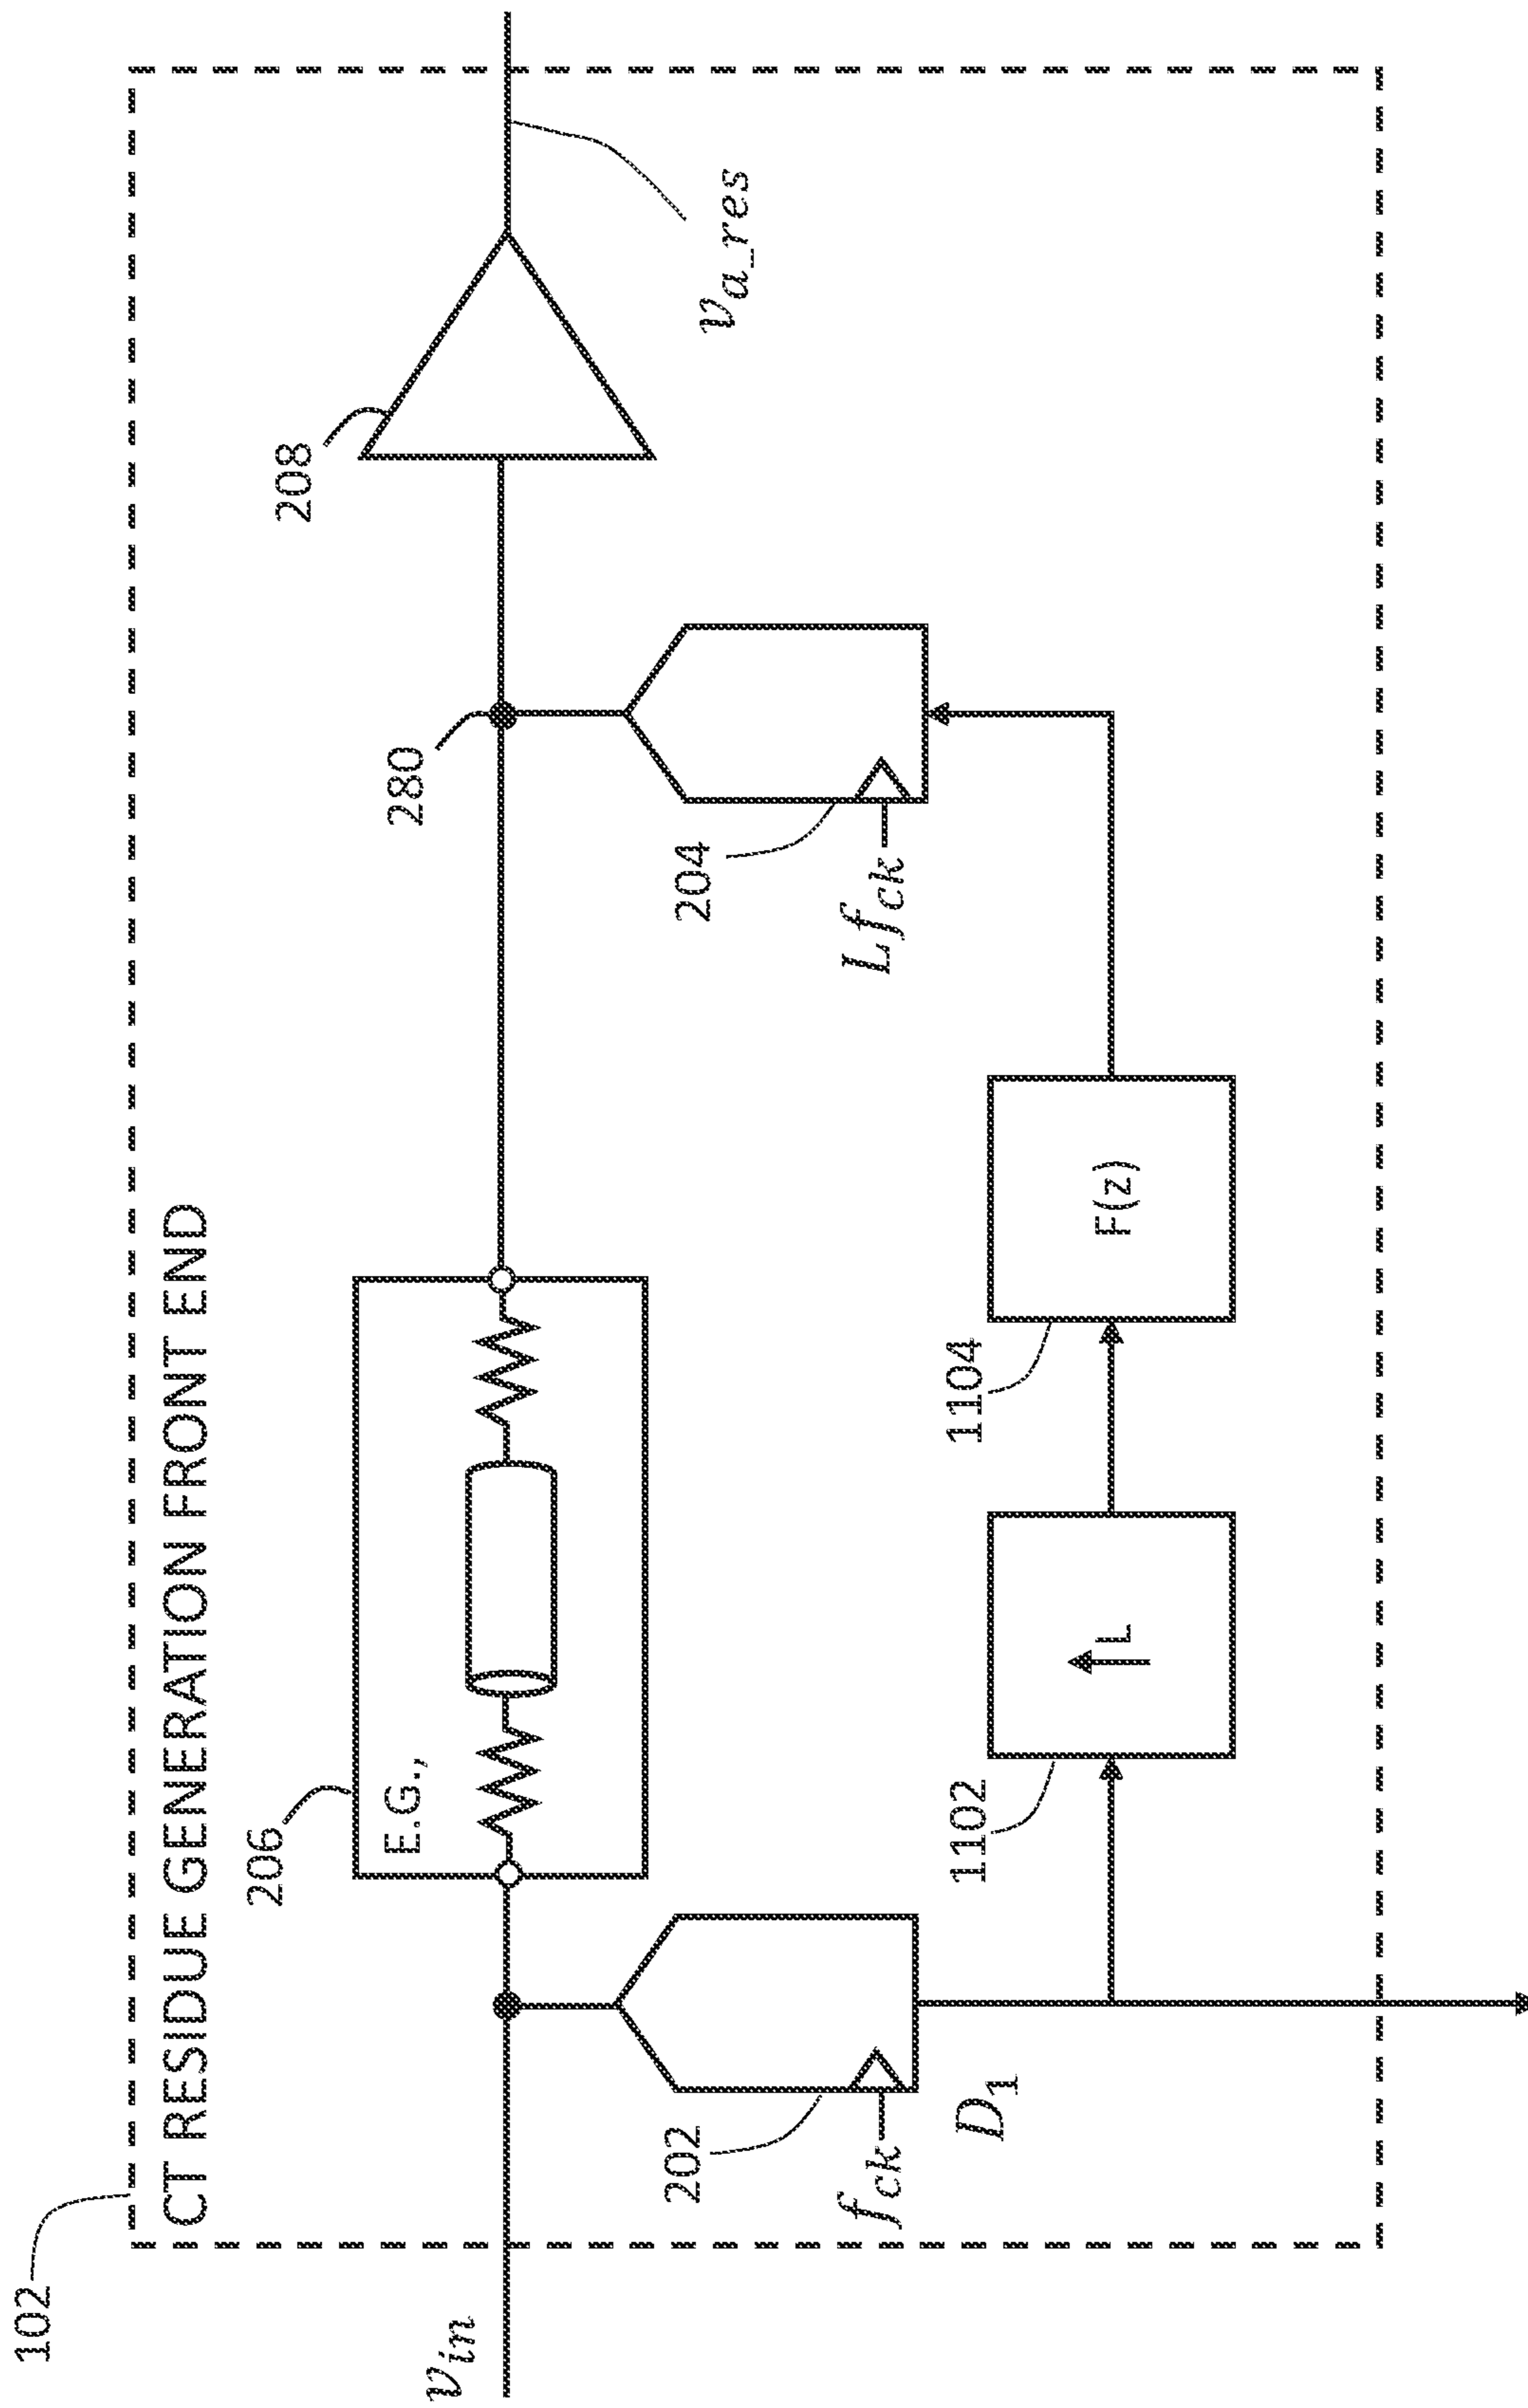 102
CT RESIDUE GENERATION FRONT END
206
208
E.G.,
280
v_in
v_a_res
202
204
f_ck
Lf_ck
D_1
1102
1104
↑L
F(z)